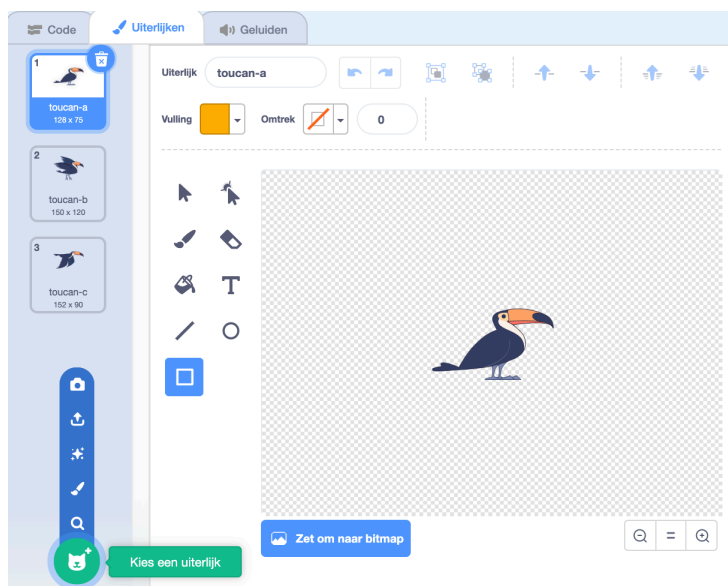 Code
Uiterlijken
Geluiden
1
toucan-a
128 x 75
2
toucan-b
150 x 120
3
toucan-c
152 x 90
Uiterlijk
toucan-a
Vulling
Omtrek
0
T
Zet om naar bitmap
=
Kies een uiterlijk